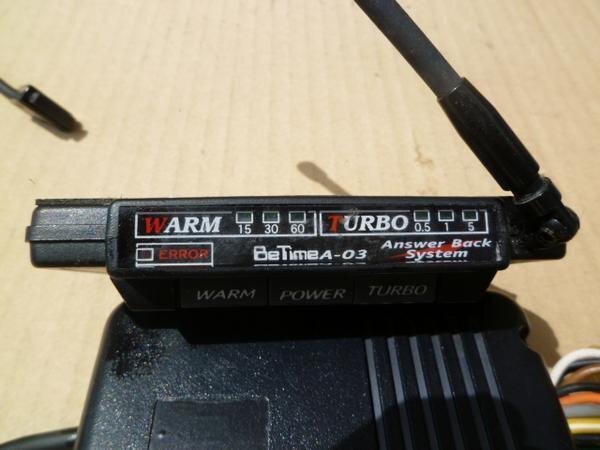 WARM 15 30 60 TURBO 0.5 1 5
ERROR BeTime A-03 Answer Back System
WARM POWER TURBO